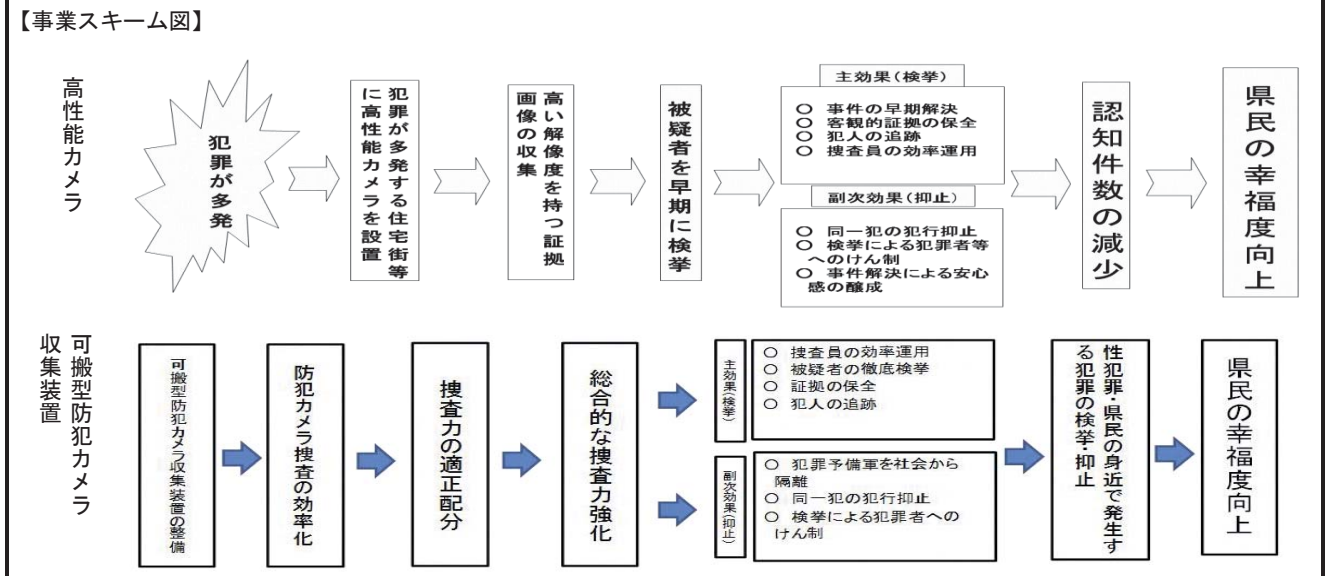 【事業スキーム図】
高性能カメラ
犯罪が多発
犯罪が多発する住宅街等
に高性能カメラを設置
高い解像度を持つ証拠
画像の収集
被疑者を早期に検挙
主効果(検挙)
○ 事件の早期解決
○ 客観的証拠の保全
○ 犯人の追跡
○ 捜査員の効率運用
副次効果(抑止)
○ 同一犯の犯行抑止
○ 検挙による犯罪者等
へのけん制
○ 事件解決による安心
感の醸成
認知件数の減少
県民の幸福度向上
可搬型防犯カメラ
収集装置
可搬型防犯カメラ収集装置の整備
防犯カメラ捜査の効率化
捜査力の適正配分
総合的な捜査力強化
主効果(検挙)
○ 捜査員の効率運用
○ 被疑者の徹底検挙
○ 証拠の保全
○ 犯人の追跡
副次効果(抑止)
○ 犯罪予備軍を社会から
隔離
○ 同一犯の犯行抑止
○ 検挙による犯罪者への
けん制
性犯罪・県民の身近で発生す
る犯罪の検挙・抑止
県民の幸福度向上